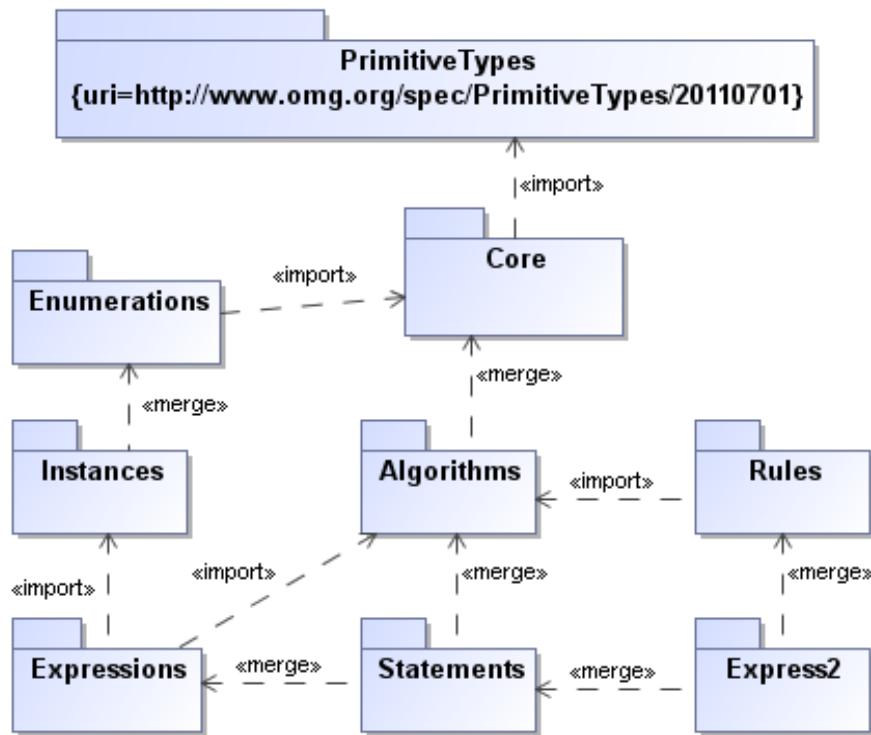 PrimitiveTypes
{uri=http://www.omg.org/spec/PrimitiveTypes/20110701}
«import»
Core
«import»
Enumerations
«merge»
«merge»
Instances
Algorithms
Rules
«import»
«import»
«import»
«merge»
«merge»
Expressions
«merge»
Statements
«merge»
Express2